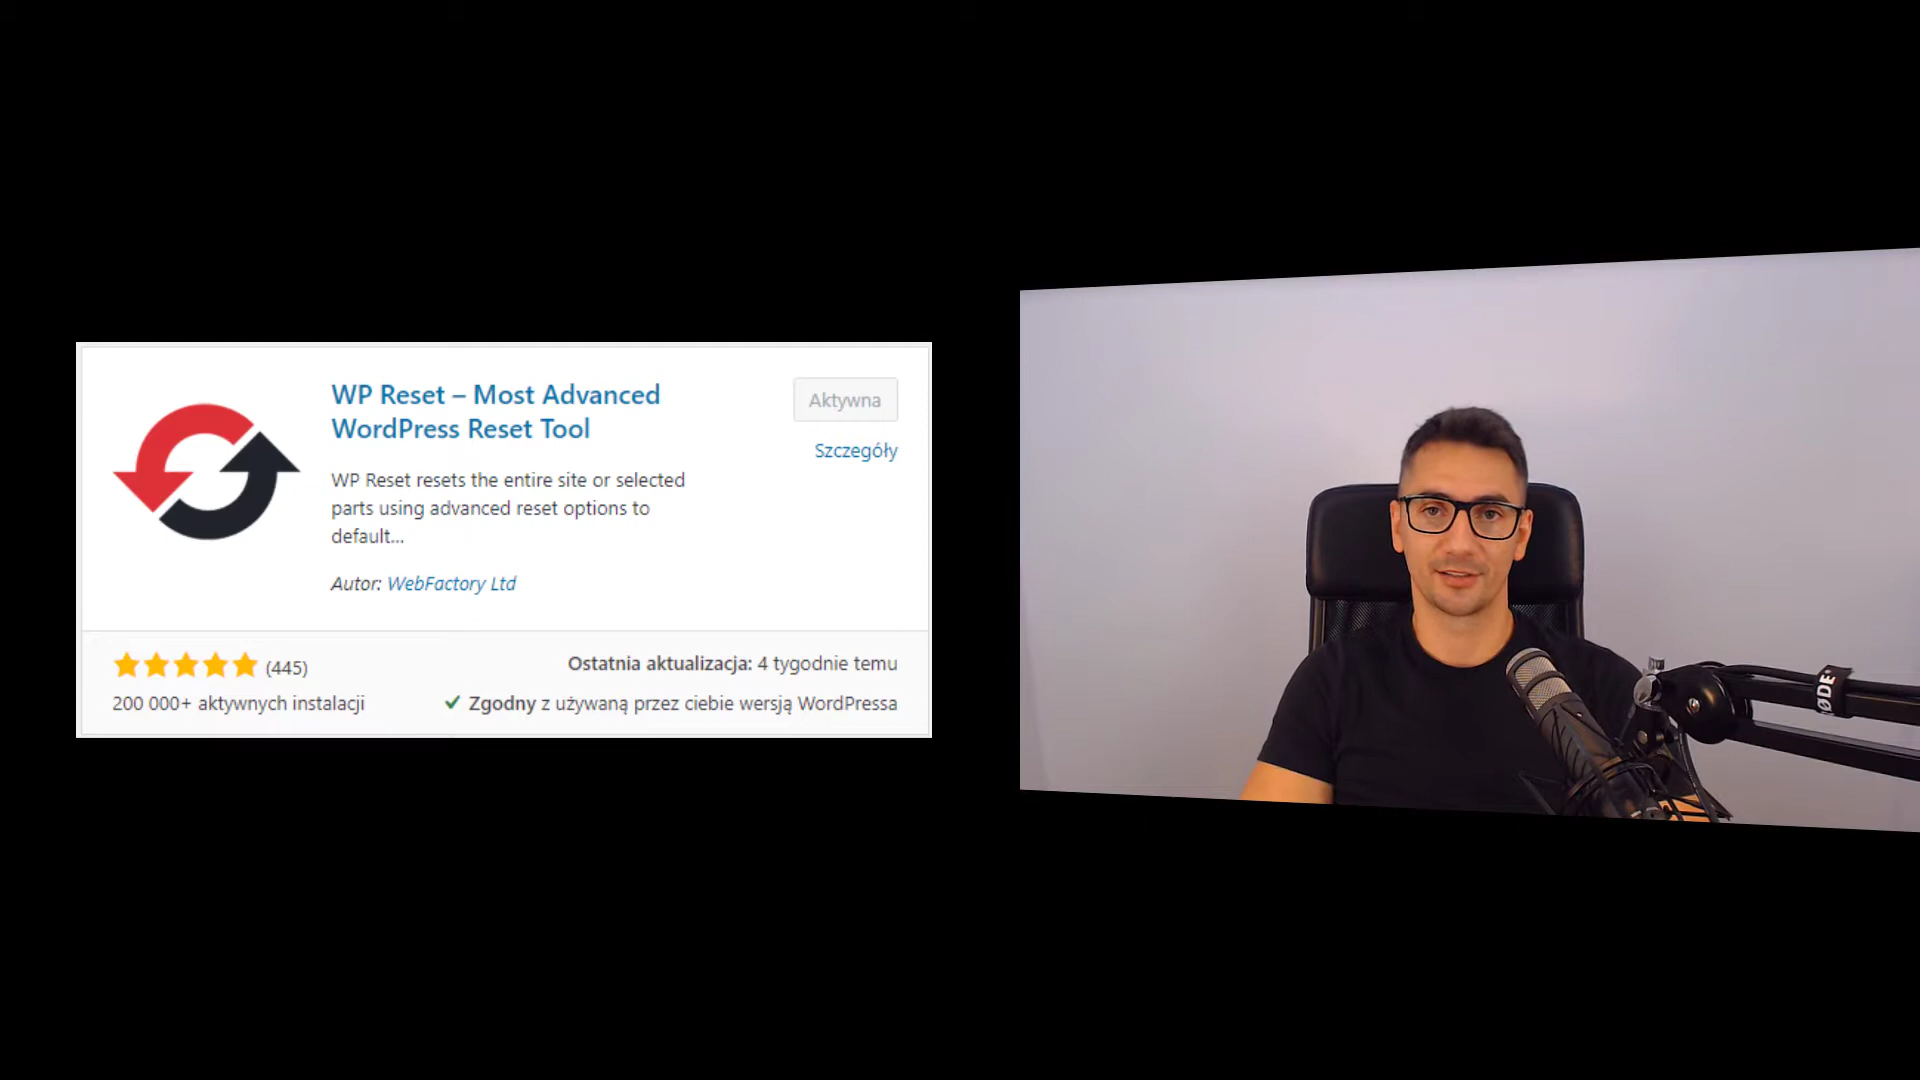 WP Reset – Most Advanced
WordPress Reset Tool
Aktywna
Szczegóły
WP Reset resets the entire site or selected
parts using advanced reset options to
default...
Autor: WebFactory Ltd
(445)
Ostatnia aktualizacja: 4 tygodnie temu
200 000+ aktywnych instalacji
Zgodny z używaną przez ciebie wersją WordPressa
RØDE